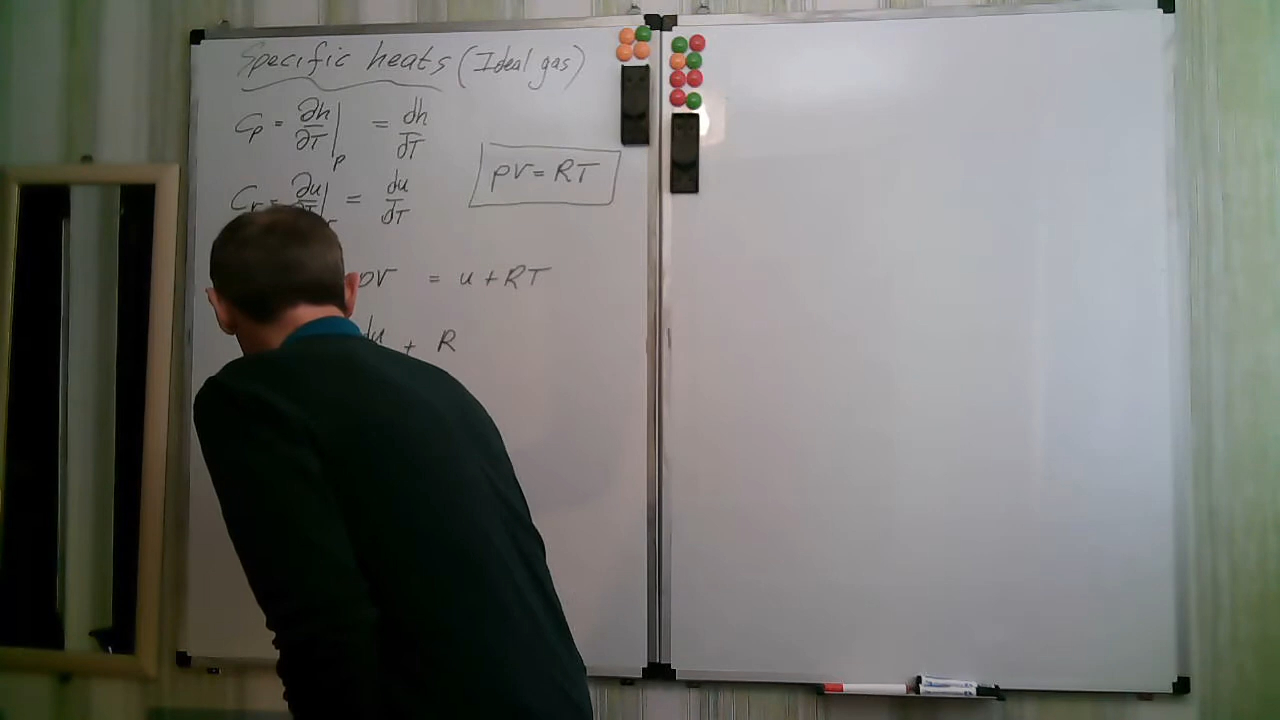 Specific heats (Ideal gas)
Cp = ∂h/∂T|p = dh/dT
pv = RT
Cv = ∂u/∂T|v = du/dT
pv = u + RT
du + R